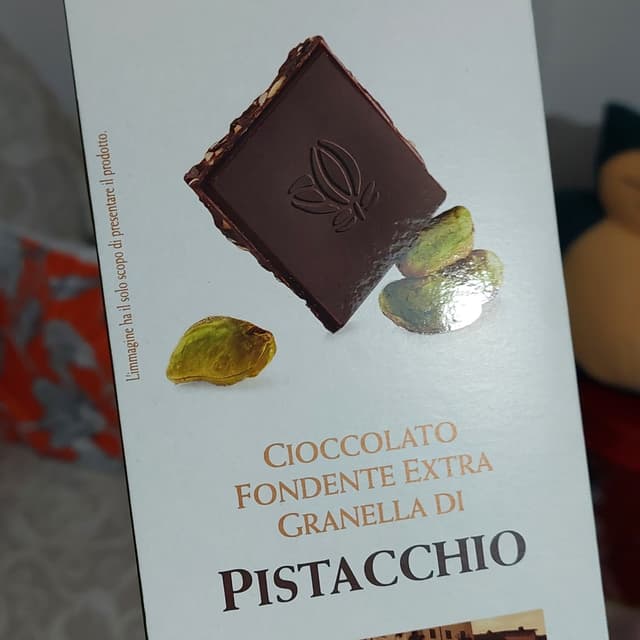 L'immagine ha il solo scopo di presentare il prodotto.
CIOCCOLATO
FONDENTE EXTRA
GRANELLA DI
PISTACCHIO